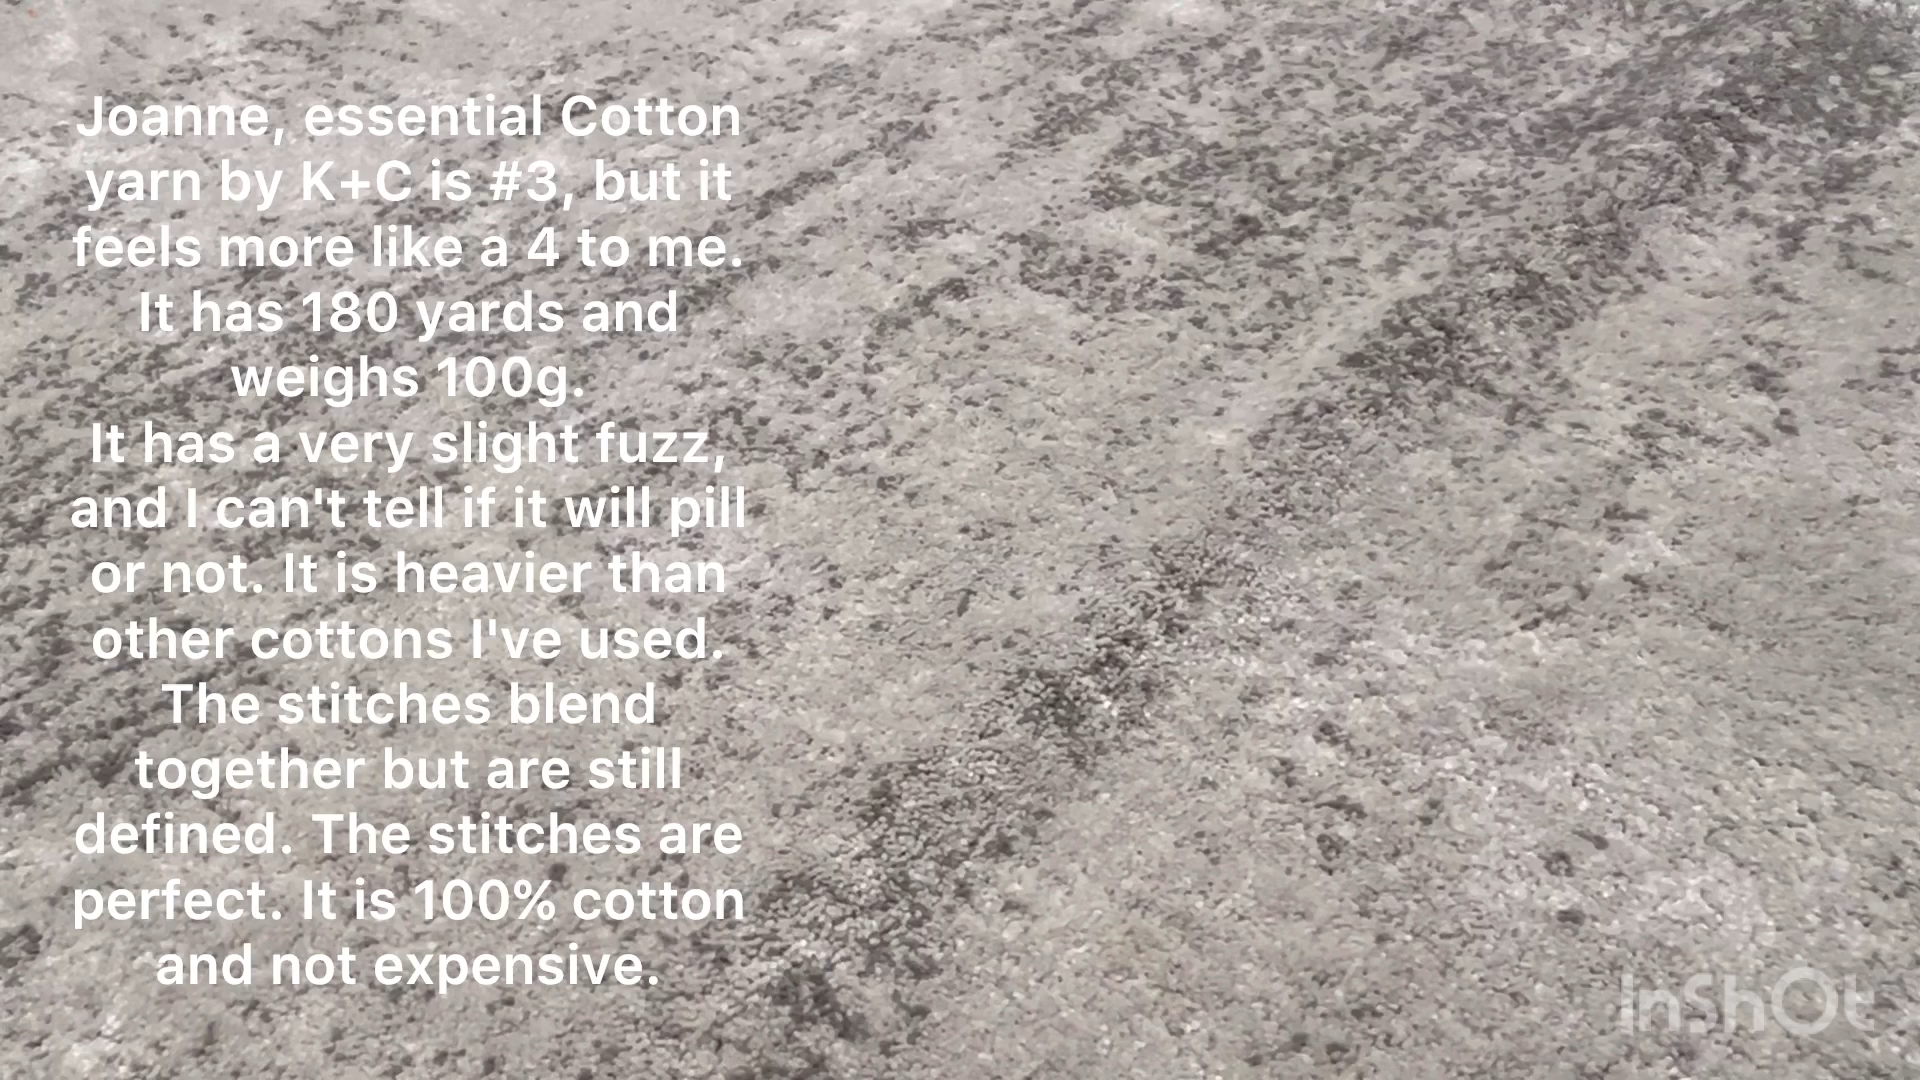 Joanne, essential Cotton
yarn by K+C is #3, but it
feels more like a 4 to me.
It has 180 yards and
weighs 100g.
It has a very slight fuzz,
and I can't tell if it will pill
or not. It is heavier than
other cottons I've used.
The stitches blend
together but are still
defined. The stitches are
perfect. It is 100% cotton
and not expensive.
InShOt